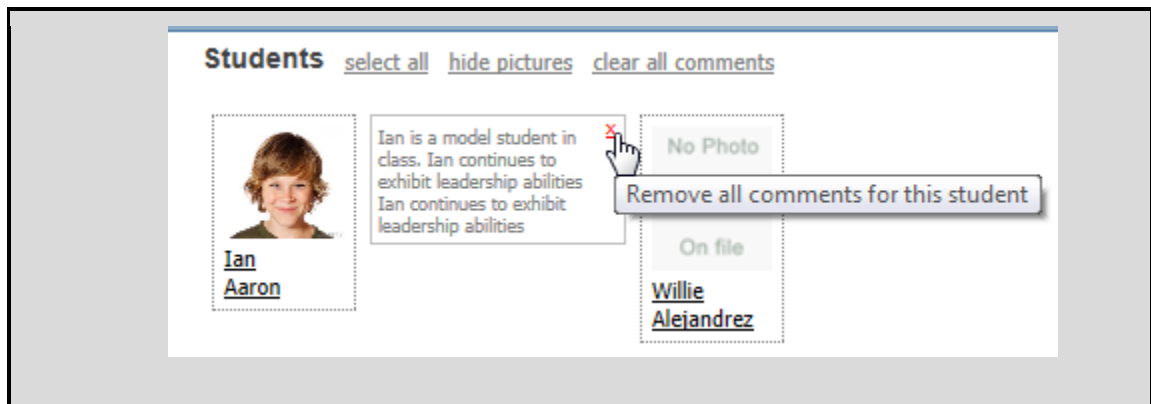 Students select all hide pictures clear all comments
Ian is a model student in
class. Ian continues to
exhibit leadership abilities
Ian continues to exhibit
leadership abilities
x
Remove all comments for this student
Ian
Aaron
No Photo
On file
Willie
Alejandrez